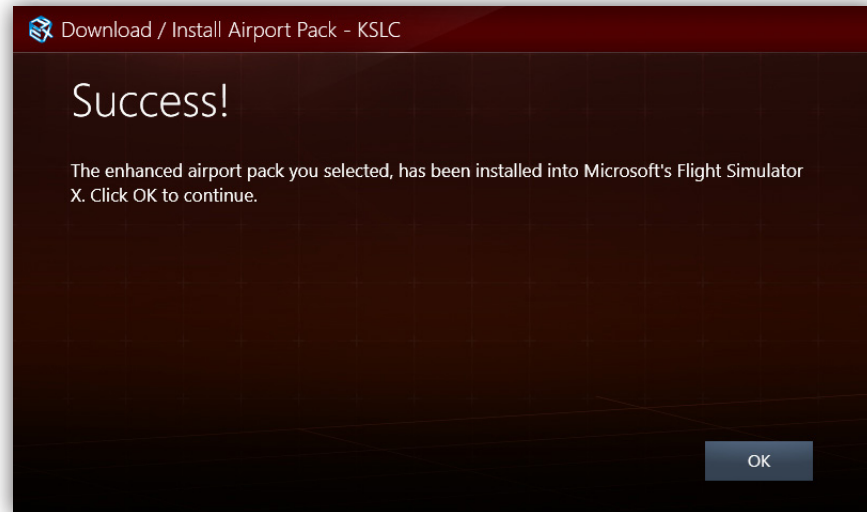 Download / Install Airport Pack - KSLC
Success!
The enhanced airport pack you selected, has been installed into Microsoft's Flight Simulator
X. Click OK to continue.
OK